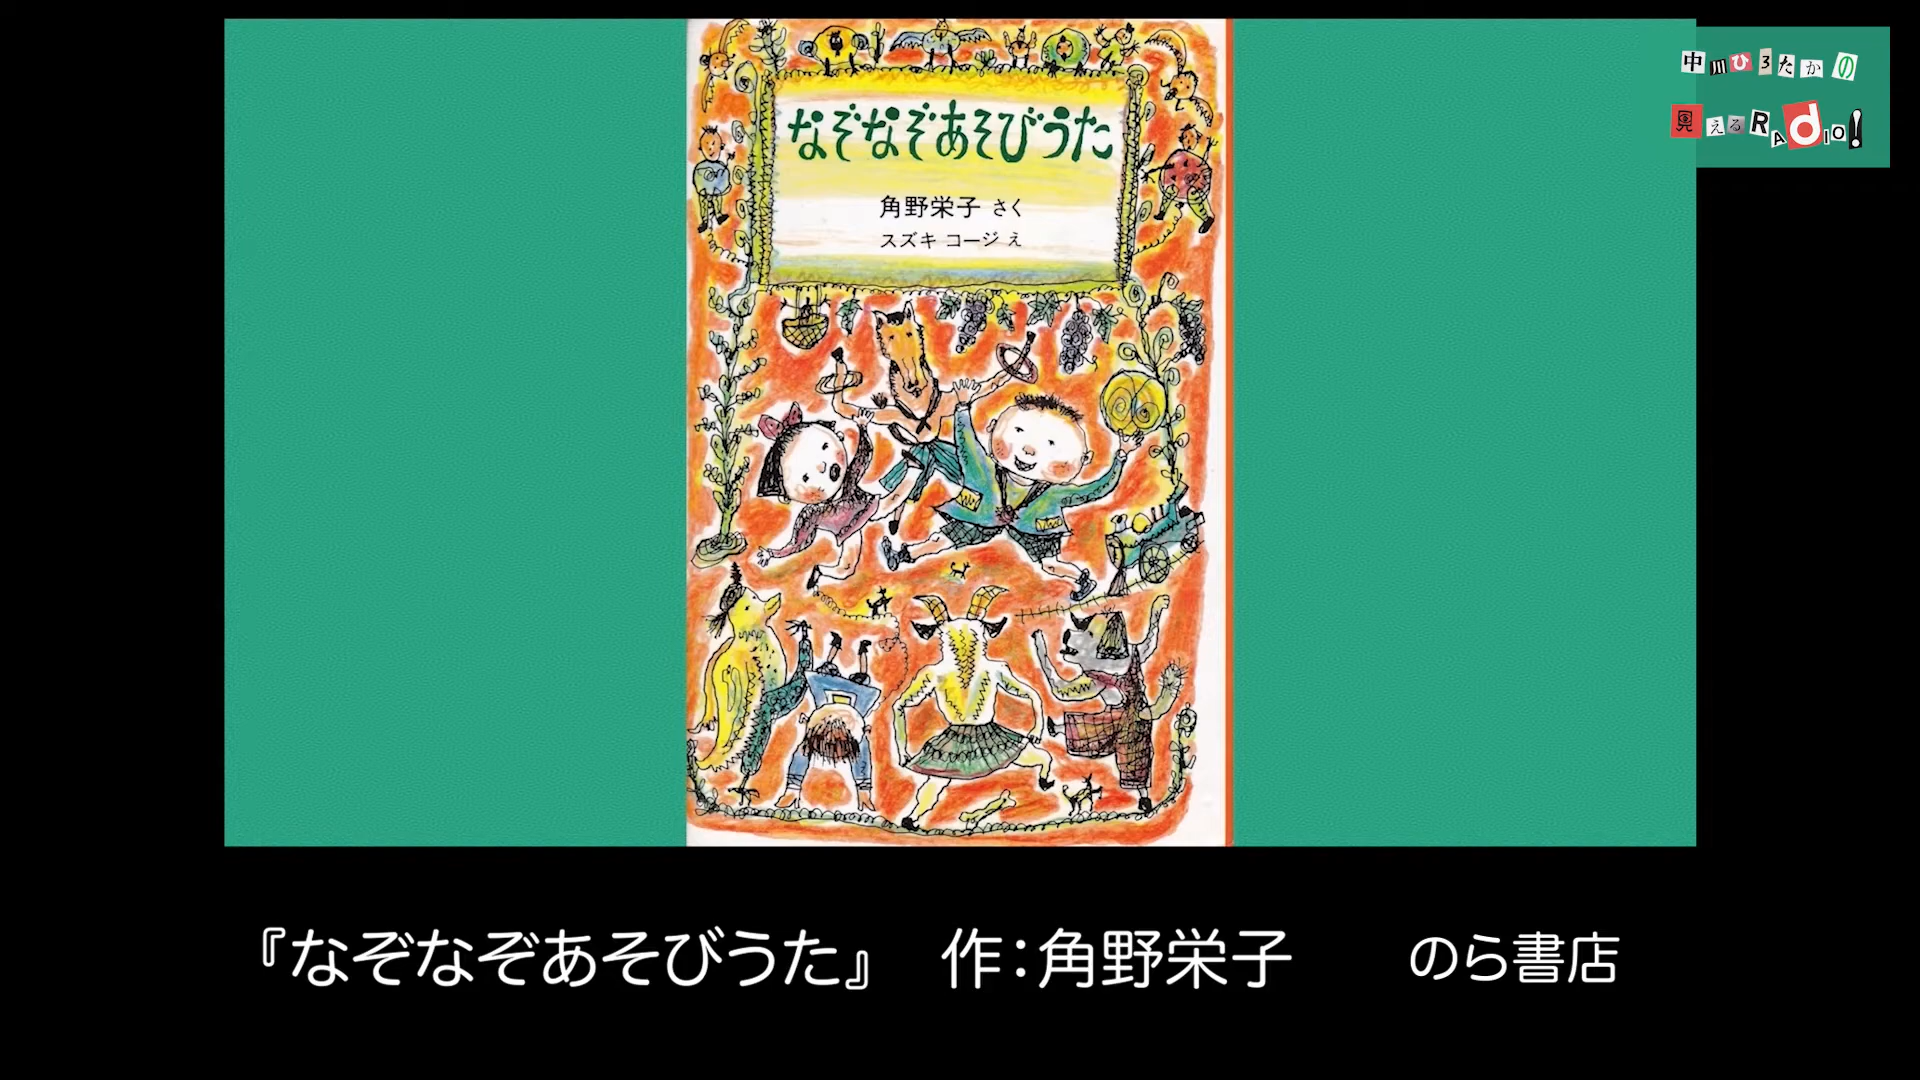 中川ひろたかの
見えるRAdIO!
なぞなぞあそびうた
角野栄子 さく
スズキ コージ え
『なぞなぞあそびうた』 作:角野栄子 のら書店